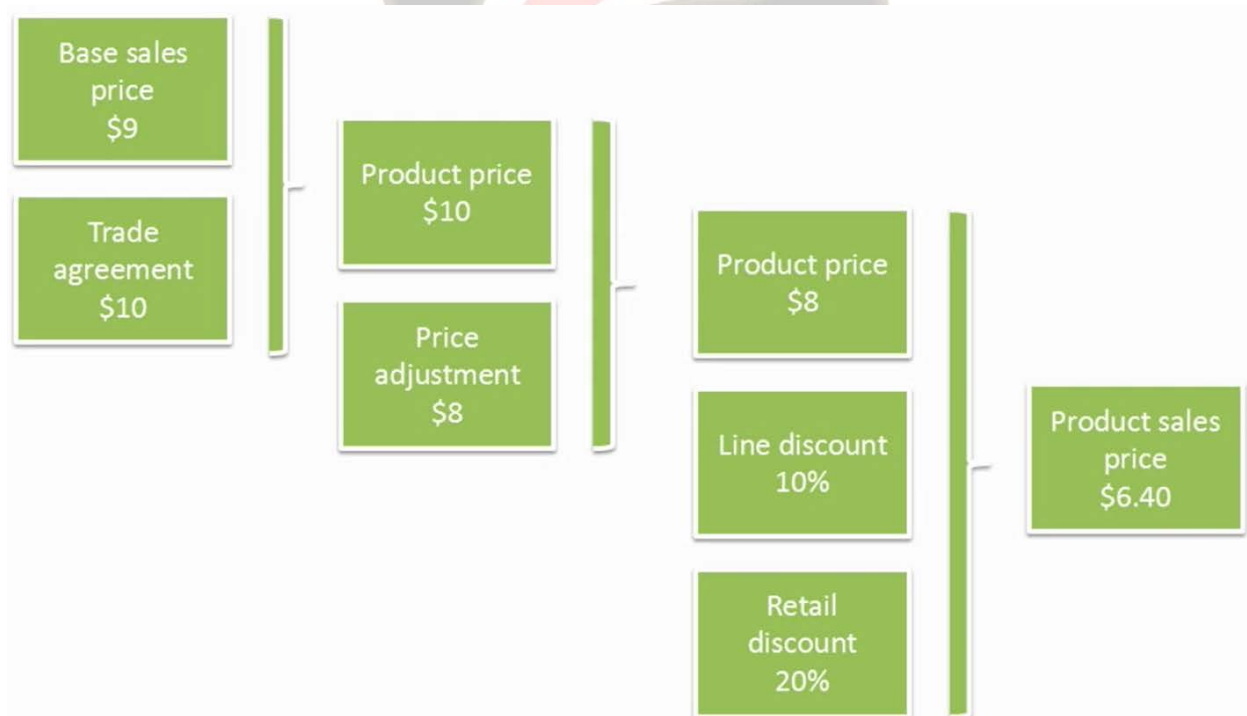 Base sales
price
$9
Trade
agreement
$10
Product price
$10
Price
adjustment
$8
Product price
$8
Line discount
10%
Retail
discount
20%
Product sales
price
$6.40